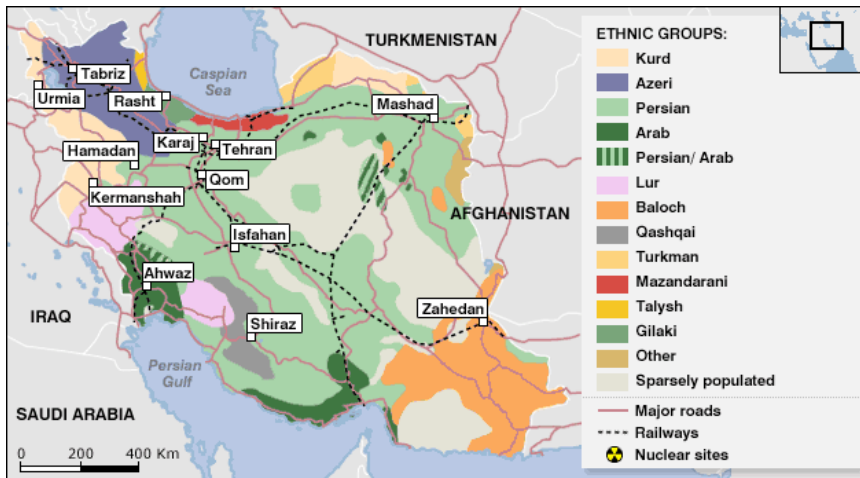 TURKMENISTAN
Caspian
Sea
Tabriz
Urmia
Rasht
Mashad
Karaj
Tehran
Hamadan
Qom
Kermanshah
AFGHANISTAN
Isfahan
Ahwaz
IRAQ
Zahedan
Shiraz
Persian
Gulf
SAUDI ARABIA
0 200 400 Km
ETHNIC GROUPS:
Kurd
Azeri
Persian
Arab
Persian/ Arab
Lur
Baloch
Qashqai
Turkman
Mazandarani
Talysh
Gilaki
Other
Sparsely populated
Major roads
Railways
Nuclear sites